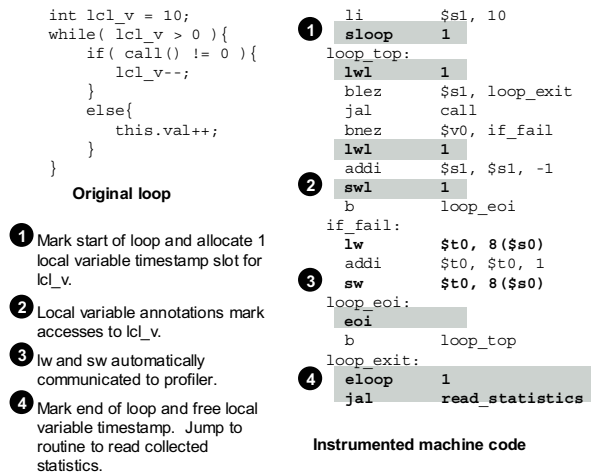 int lcl_v = 10;
while( lcl_v > 0 ){
if( call() != 0 ){
lcl_v--;
}
else{
this.val++;
}
}
Original loop
1 Mark start of loop and allocate 1
local variable timestamp slot for
lcl_v.
2 Local variable annotations mark
accesses to lcl_v.
3 lw and sw automatically
communicated to profiler.
4 Mark end of loop and free local
variable timestamp. Jump to
routine to read collected
statistics.
li $s1, 10
1 sloop 1
loop_top:
lwl 1
blez $s1, loop_exit
jal call
bnez $v0, if_fail
lwl 1
addi $s1, $s1, -1
2 swl 1
b loop_eoi
if_fail:
lw $t0, 8($s0)
addi $t0, $t0, 1
3 sw $t0, 8($s0)
loop_eoi:
eoi
b loop_top
loop_exit:
4 eloop 1
jal read_statistics
Instrumented machine code